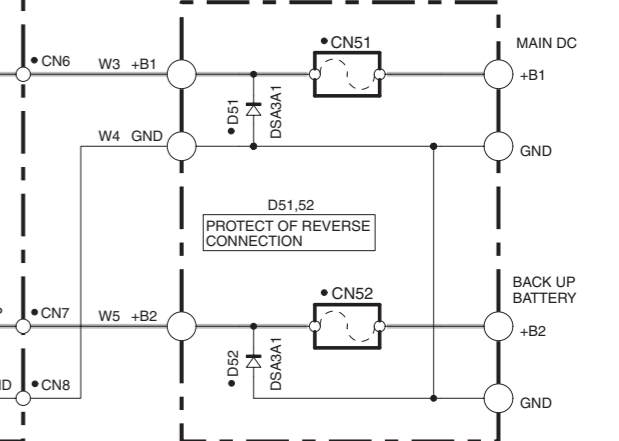 CN51
MAIN DC
CN6
W3 +B1
+B1
D51
DSA3A1
W4 GND
GND
D51,52
PROTECT OF REVERSE
CONNECTION
BACK UP
BATTERY
CN52
CN7
W5 +B2
+B2
D52
DSA3A1
CN8
GND